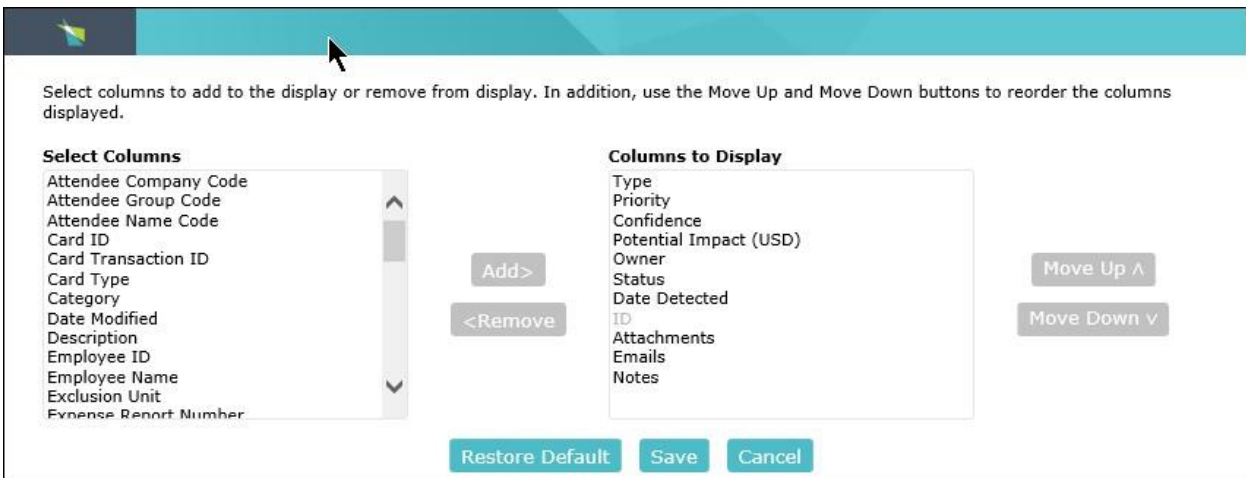 Select columns to add to the display or remove from display. In addition, use the Move Up and Move Down buttons to reorder the columns
displayed.
Select Columns
Attendee Company Code
Attendee Group Code
Attendee Name Code
Card ID
Card Transaction ID
Card Type
Category
Date Modified
Description
Employee ID
Employee Name
Exclusion Unit
Expense Report Number
Add>
<Remove
Columns to Display
Type
Priority
Confidence
Potential Impact (USD)
Owner
Status
Date Detected
ID
Attachments
Emails
Notes
Move Up ∧
Move Down ∨
Restore Default
Save
Cancel